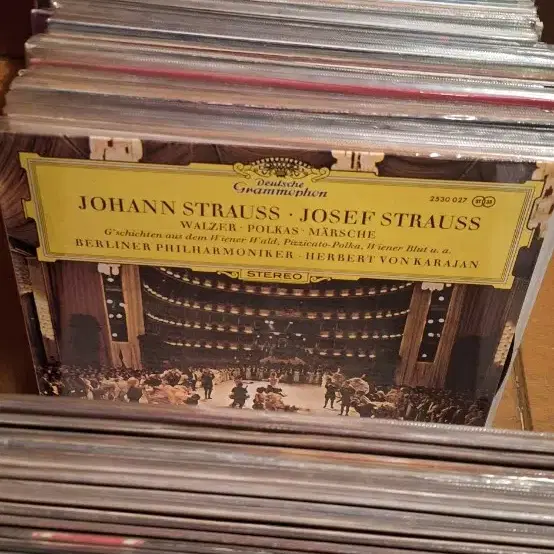 Deutsche
Grammophon
2530 027
JOHANN STRAUSS · JOSEF STRAUSS
WALZER · POLKAS · MÄRSCHE
G'schichten aus dem Wiener Wald, Pizzicato-Polka, Wiener Blut u. a.
BERLINER PHILHARMONIKER · HERBERT VON KARAJAN
STEREO